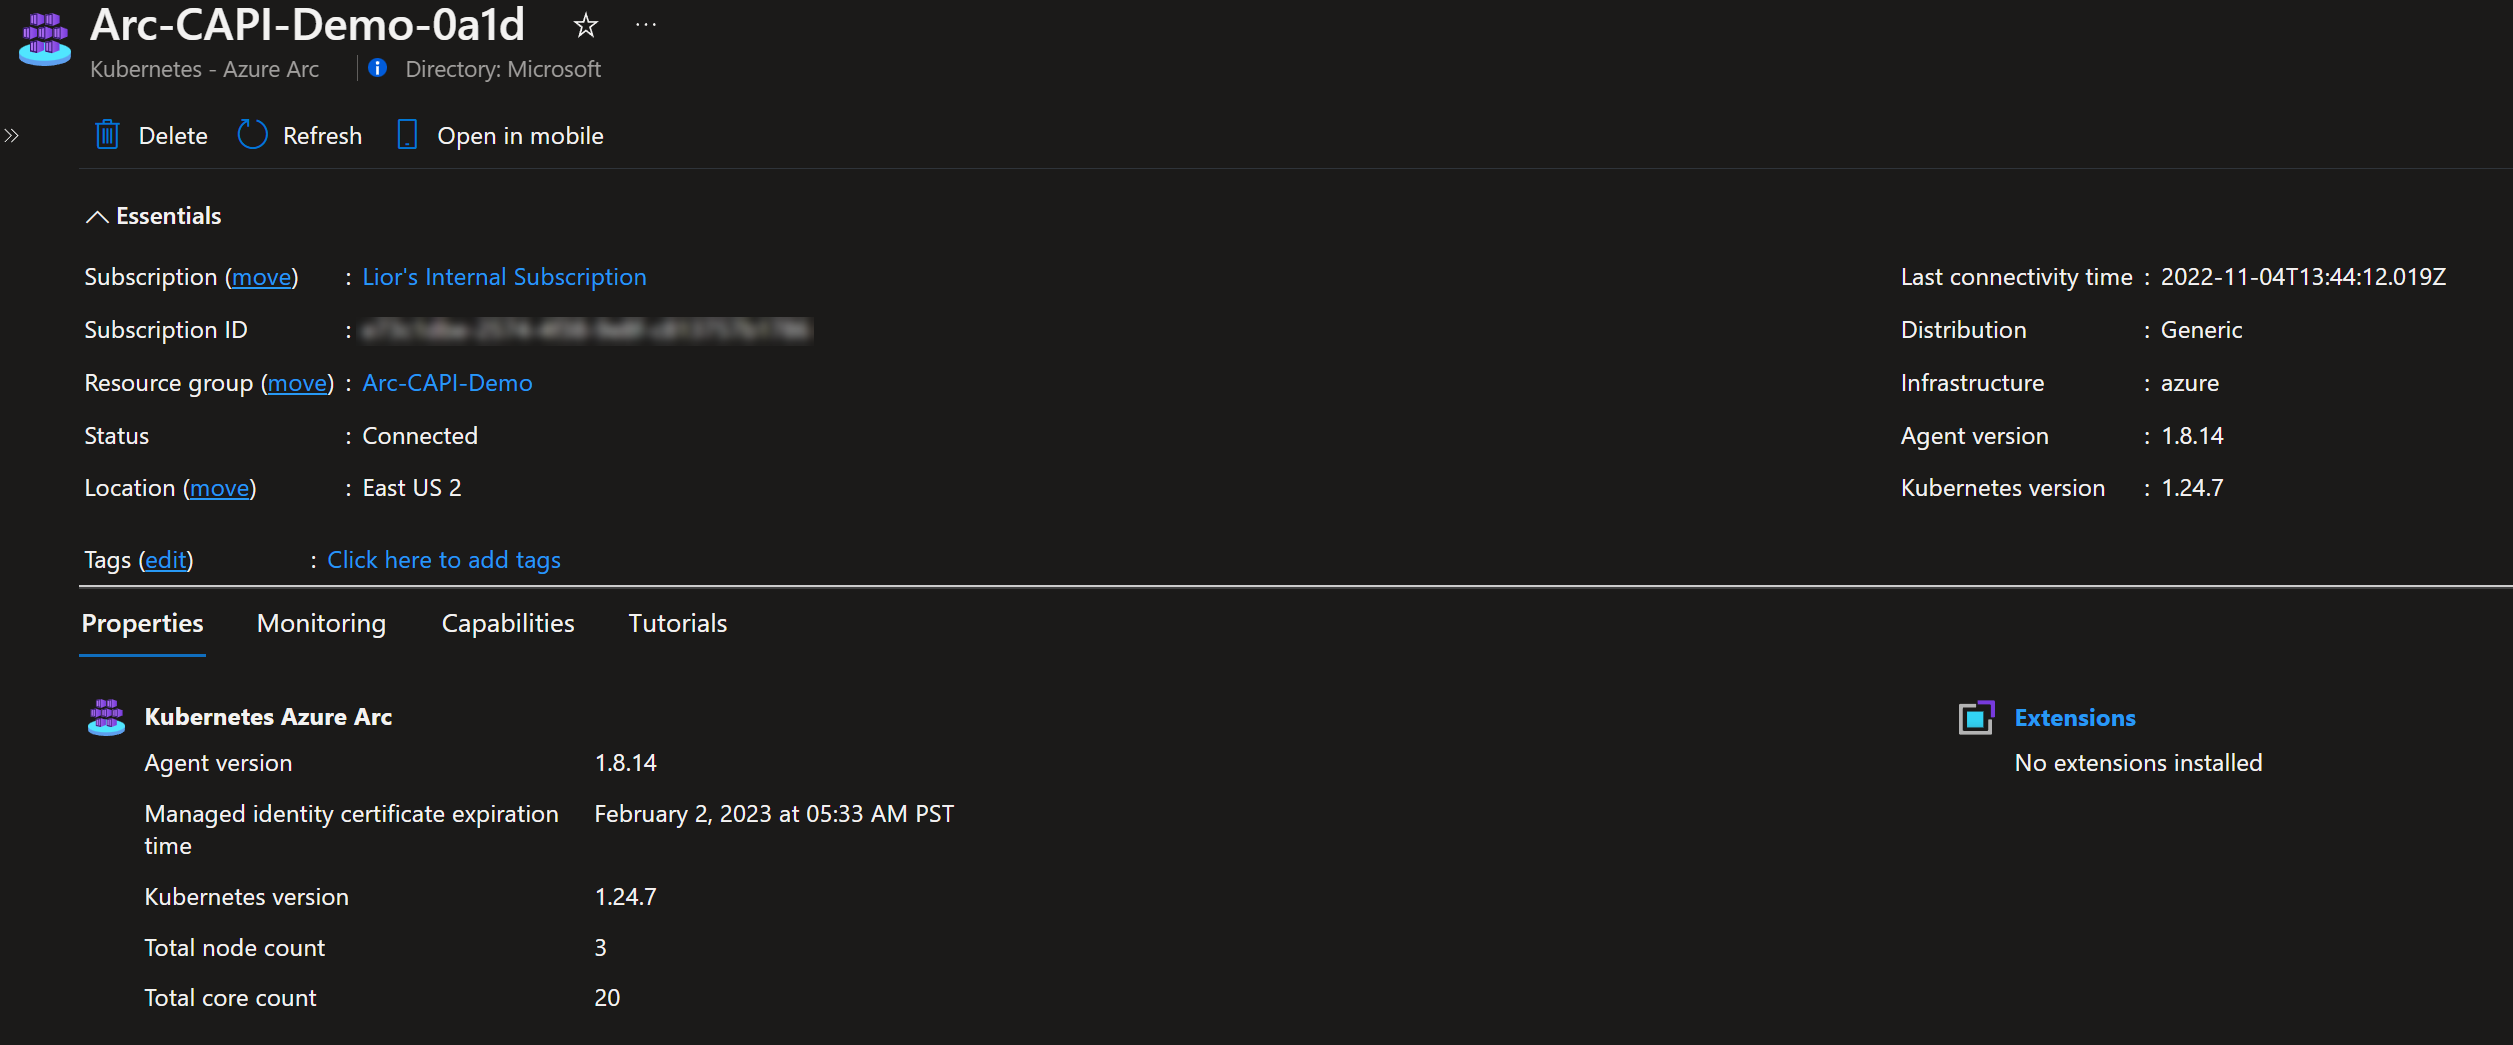 Arc-CAPI-Demo-0a1d
Kubernetes - Azure Arc
Directory: Microsoft
Delete
Refresh
Open in mobile
Essentials
Subscription (move) : Lior's Internal Subscription
Subscription ID :
Resource group (move) : Arc-CAPI-Demo
Status : Connected
Location (move) : East US 2
Last connectivity time : 2022-11-04T13:44:12.019Z
Distribution : Generic
Infrastructure : azure
Agent version : 1.8.14
Kubernetes version : 1.24.7
Tags (edit) : Click here to add tags
Properties
Monitoring
Capabilities
Tutorials
Kubernetes Azure Arc
Agent version 1.8.14
Managed identity certificate expiration February 2, 2023 at 05:33 AM PST
time
Kubernetes version 1.24.7
Total node count 3
Total core count 20
Extensions
No extensions installed